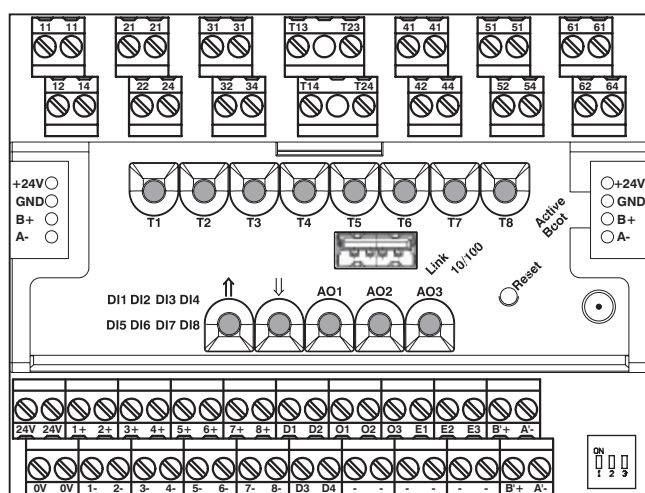 11 11 21 21 31 31 T13 T23 41 41 51 51 61 61
12 14 22 24 32 34 T14 T24 42 44 52 54 62 64
+24V
GND
B+
A-
+24V
GND
B+
A-
T1 T2 T3 T4 T5 T6 T7 T8
Active
Boot
Link
10/100
Reset
DI1 DI2 DI3 DI4
DI5 DI6 DI7 DI8
⇑ ⇓ AO1 AO2 AO3
24V 24V 1+ 2+ 3+ 4+ 5+ 6+ 7+ 8+ D1 D2 O1 O2 O3 E1 E2 E3 B'+ A'-
0V 0V 1- 2- 3- 4- 5- 6- 7- 8- D3 D4 - - - - - - B'+ A'-
ON
1 2 3